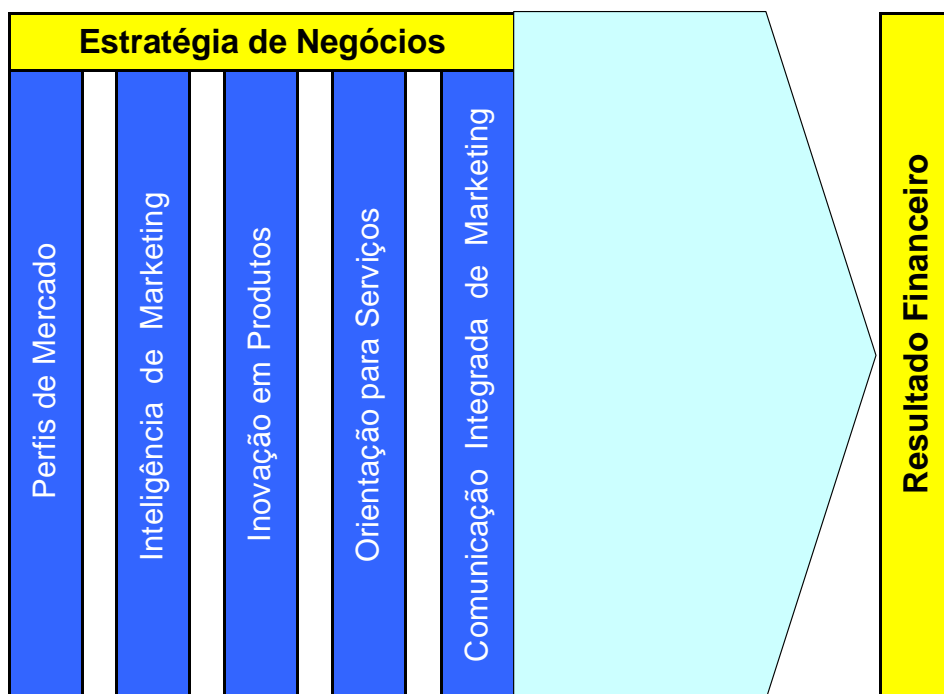 Estratégia de Negócios
Perfis de Mercado
Inteligência de Marketing
Inovação em Produtos
Orientação para Serviços
Comunicação Integrada de Marketing
Resultado Financeiro